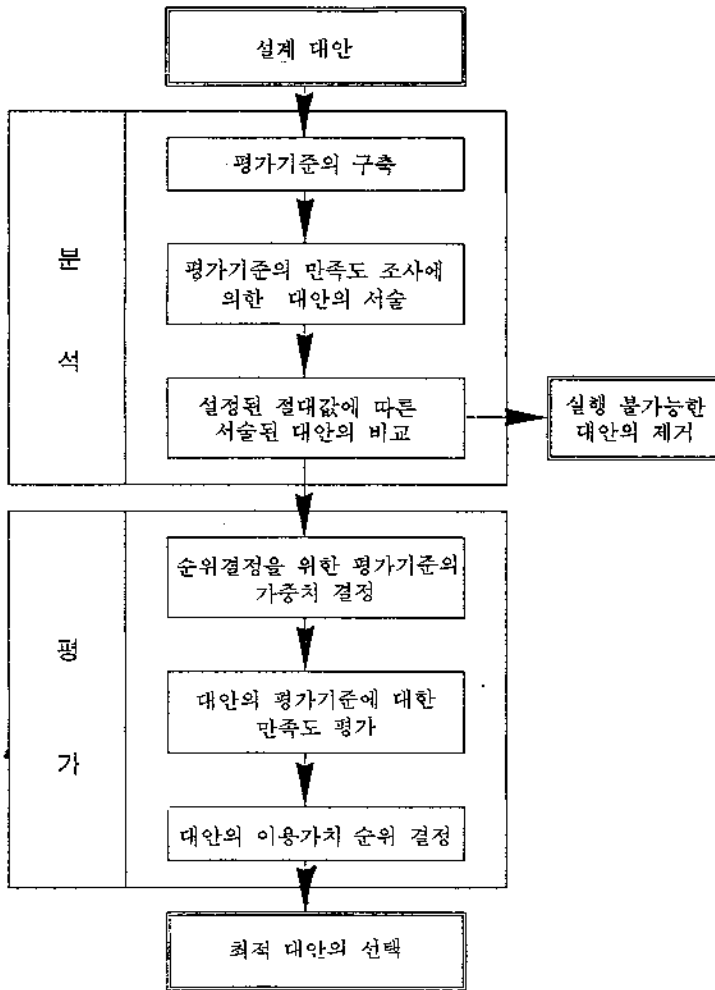 설계 대안
평가기준의 구축
분
석
평가기준의 만족도 조사에
의한 대안의 서술
설정된 절대값에 따른
서술된 대안의 비교
실행 불가능한
대안의 제거
평
가
순위결정을 위한 평가기준의
가중치 결정
대안의 평가기준에 대한
만족도 평가
대안의 이용가치 순위 결정
최적 대안의 선택